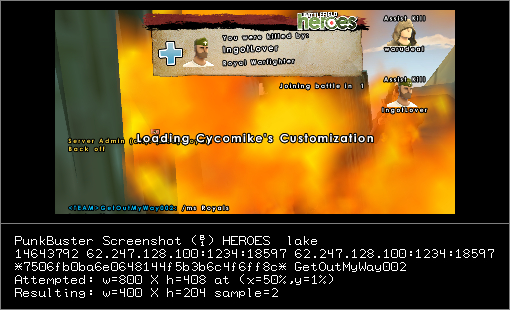 BATTLEFIELD
heroes
You were killed by:
IngotLover
Royal Warfighter
Assist Kill
warudeal
Joining battle in 1
Assist Kill
IngotLover
Loading Cycomike's Customization
Server Admin
Back off
<TEAM>GetOutMyWay002: /ms Royals
PunkBuster Screenshot (BI) HEROES lake
14643792 62.247.128.100:1234:18597 62.247.128.100:1234:18597
*7506fb0ba6e0648144f5b3b6c4f6ff8c* GetOutMyWay002
Attempted: w=800 X h=408 at (x=50%,y=1%)
Resulting: w=400 X h=204 sample=2